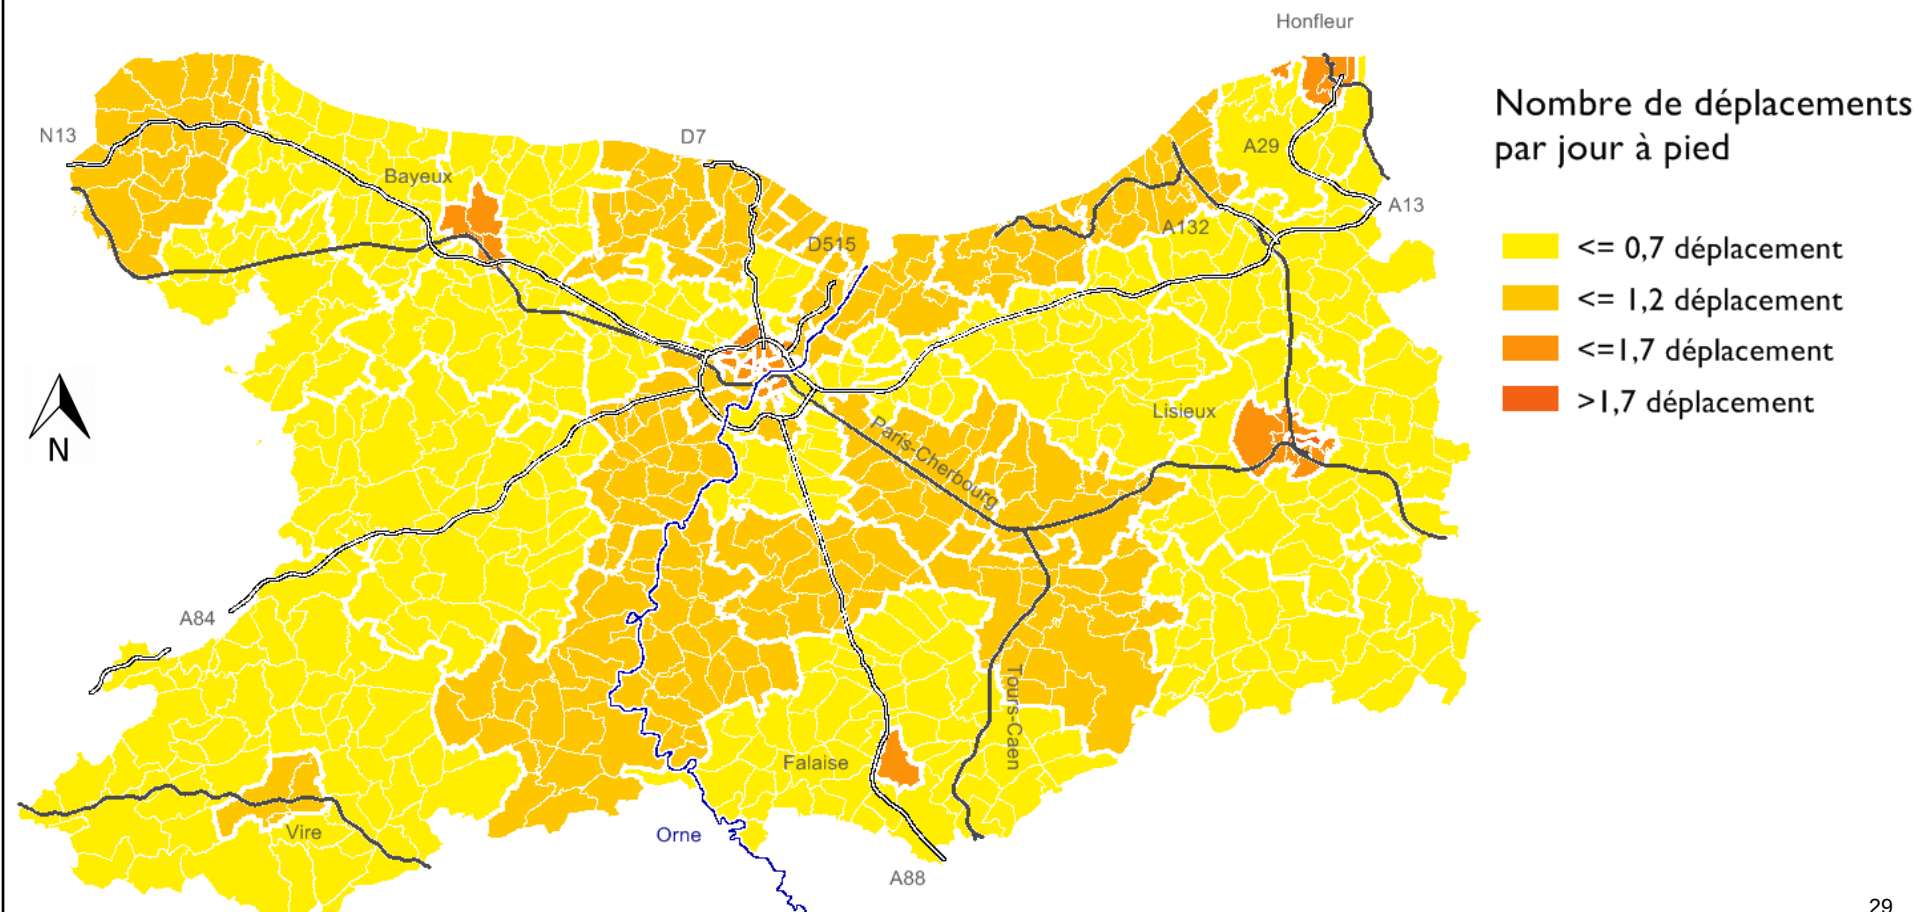 Honfleur
Nombre de déplacements
par jour à pied
N13
D7
A29
Bayeux
A13
A132
D515
<= 0,7 déplacement
<= 1,2 déplacement
<=1,7 déplacement
>1,7 déplacement
Lisieux
Paris-Cherbourg
N
A84
Tours-Caen
Falaise
Vire
Orne
A88
29